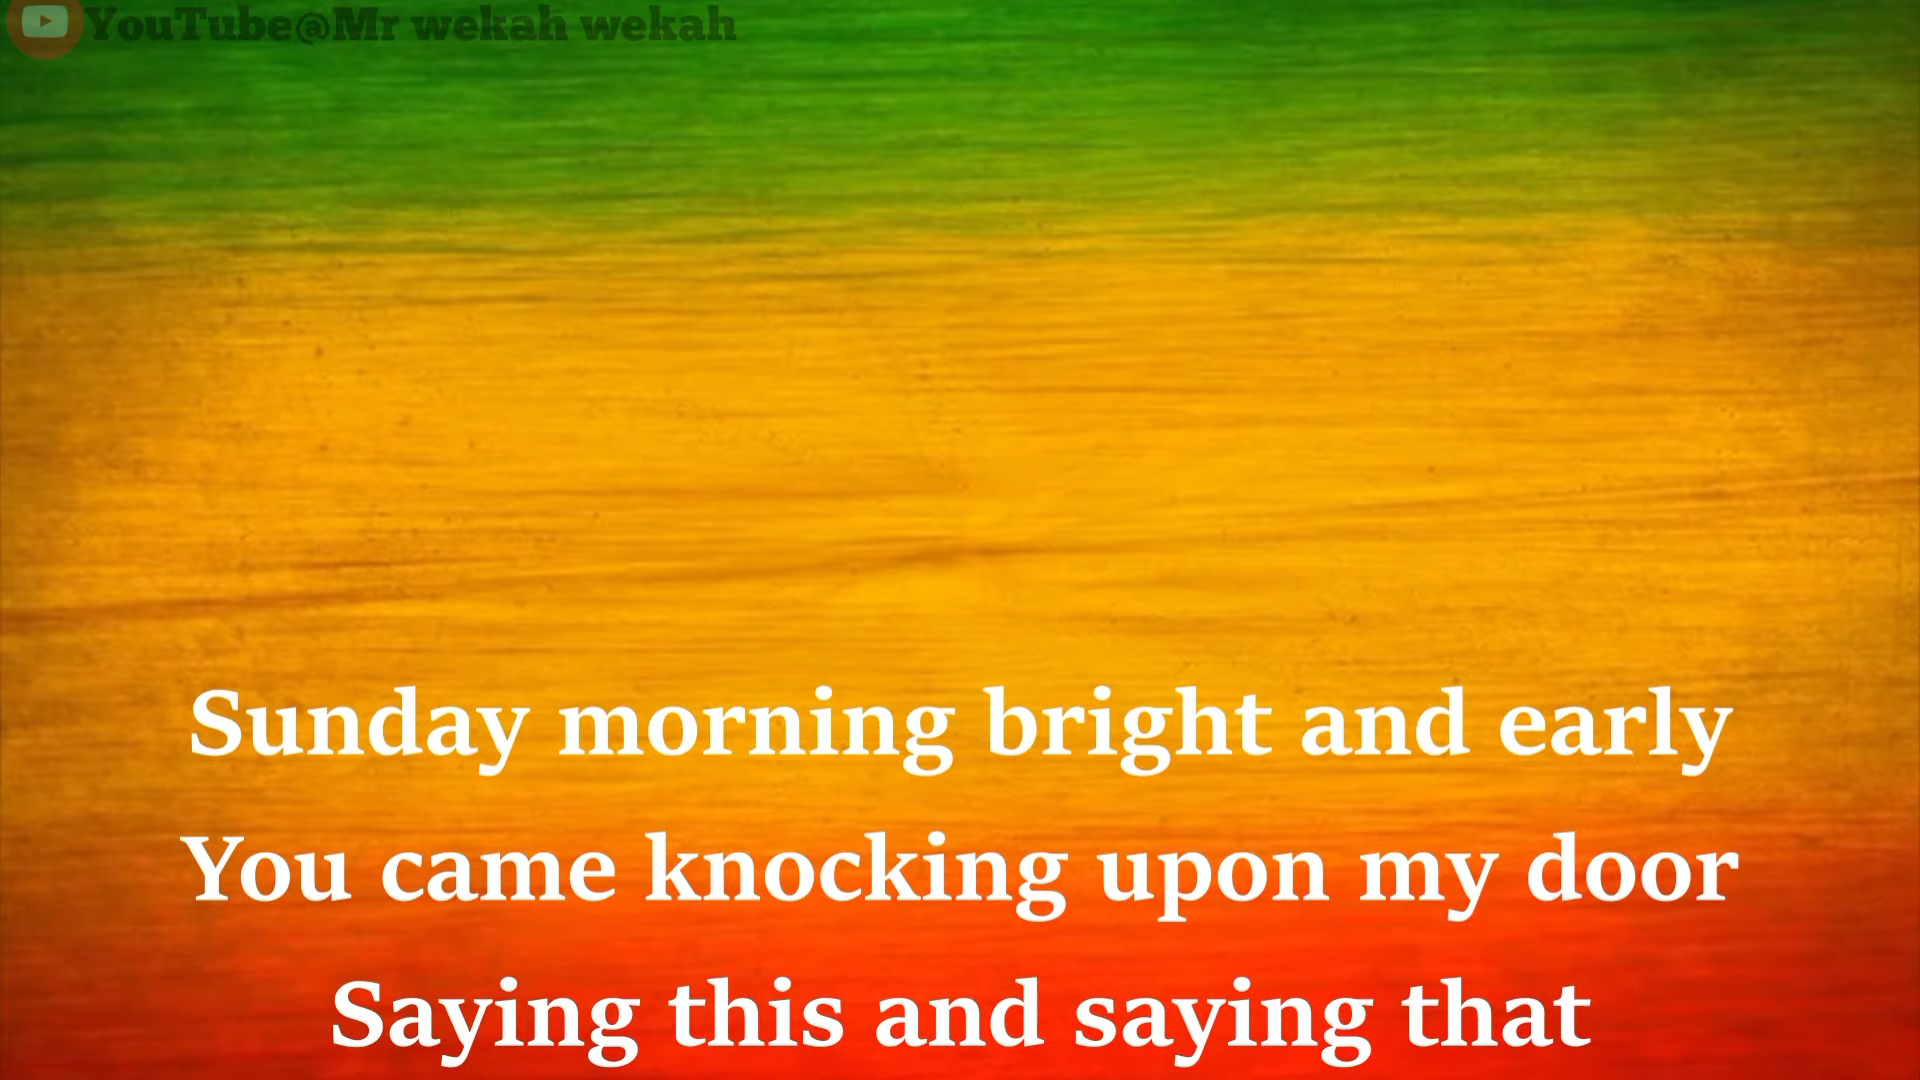 YouTube@Mr wekah wekah
Sunday morning bright and early
You came knocking upon my door
Saying this and saying that